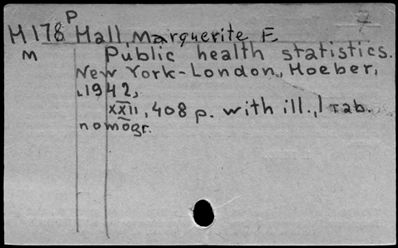 P
H178 Hall, Marguerite F.
M Public health statistics.
New York-London, Hoeber,
1942,
XXII, 408 p. with ill., 1 tab.
nomogr.